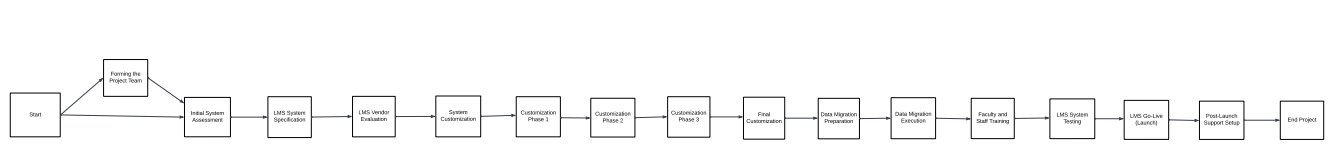 Start
Forming the
Project Team
Initial System
Assessment
LMS System
Specification
LMS Vendor
Evaluation
System
Customization
Customization
Phase 1
Customization
Phase 2
Customization
Phase 3
Final
Customization
Data Migration
Preparation
Data Migration
Execution
Faculty and
Staff Training
LMS System
Testing
LMS Go-Live
(Launch)
Post-Launch
Support Setup
End Project